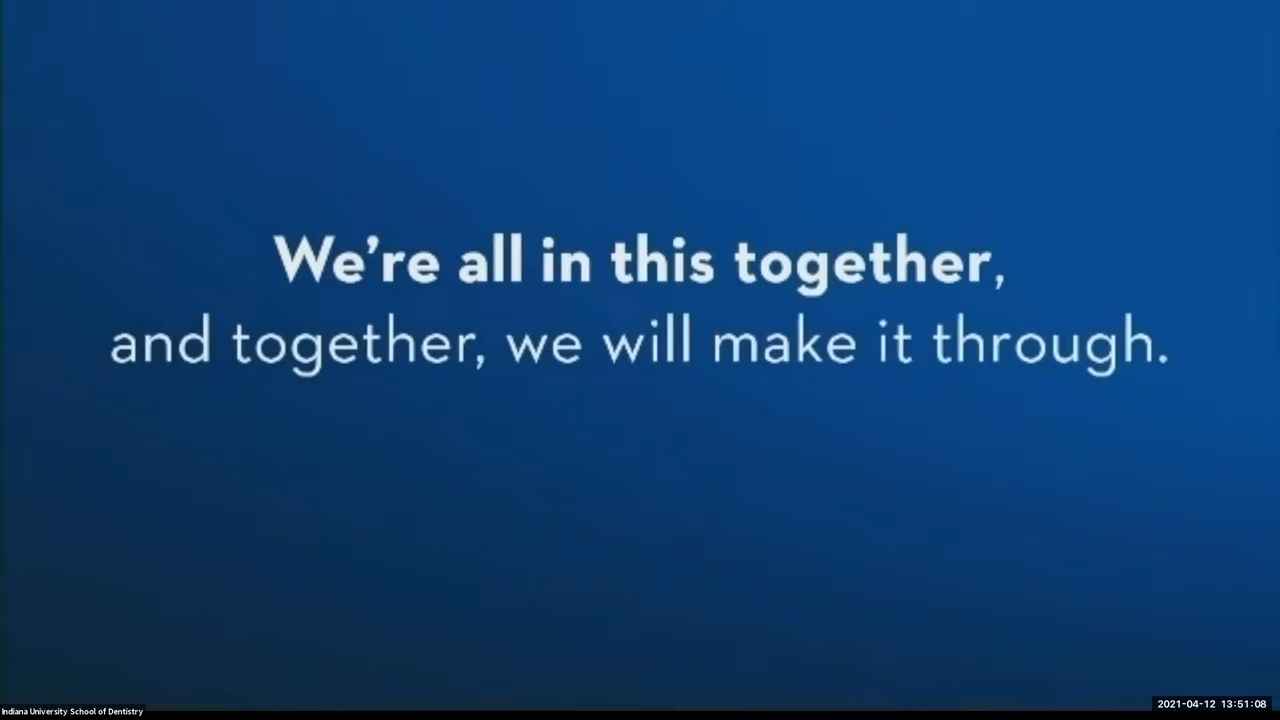 We’re all in this together,
and together, we will make it through.
Indiana University School of Dentistry
2021-04-12 13:51:08